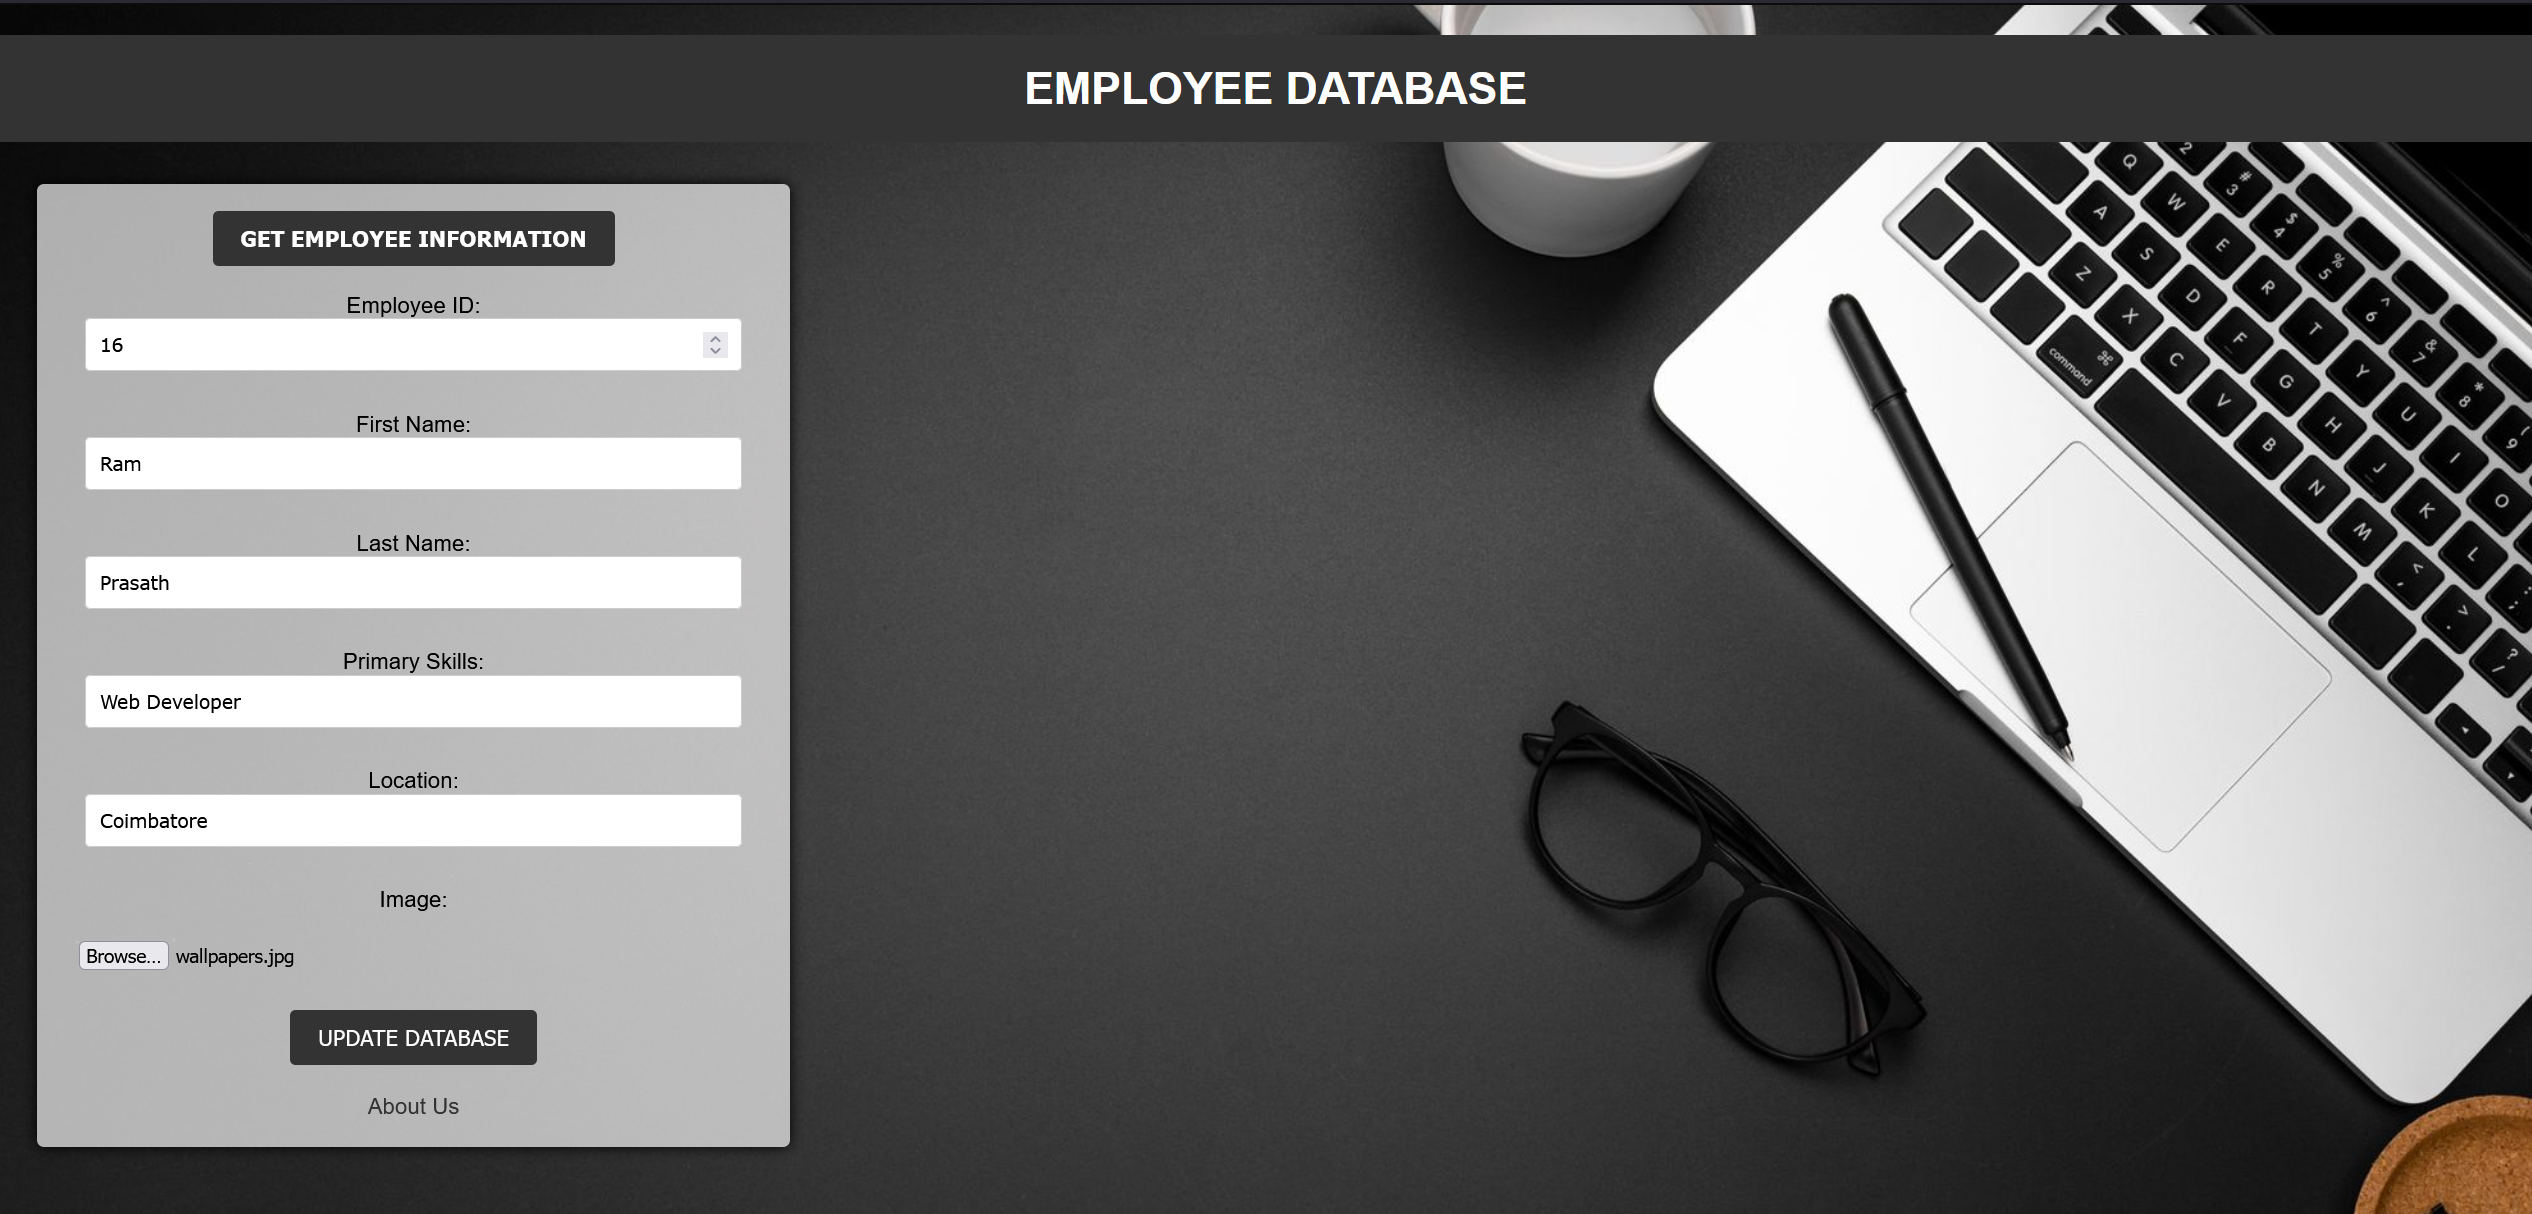 EMPLOYEE DATABASE
GET EMPLOYEE INFORMATION
Employee ID:
16
First Name:
Ram
Last Name:
Prasath
Primary Skills:
Web Developer
Location:
Coimbatore
Image:
Browse... wallpapers.jpg
UPDATE DATABASE
About Us
command